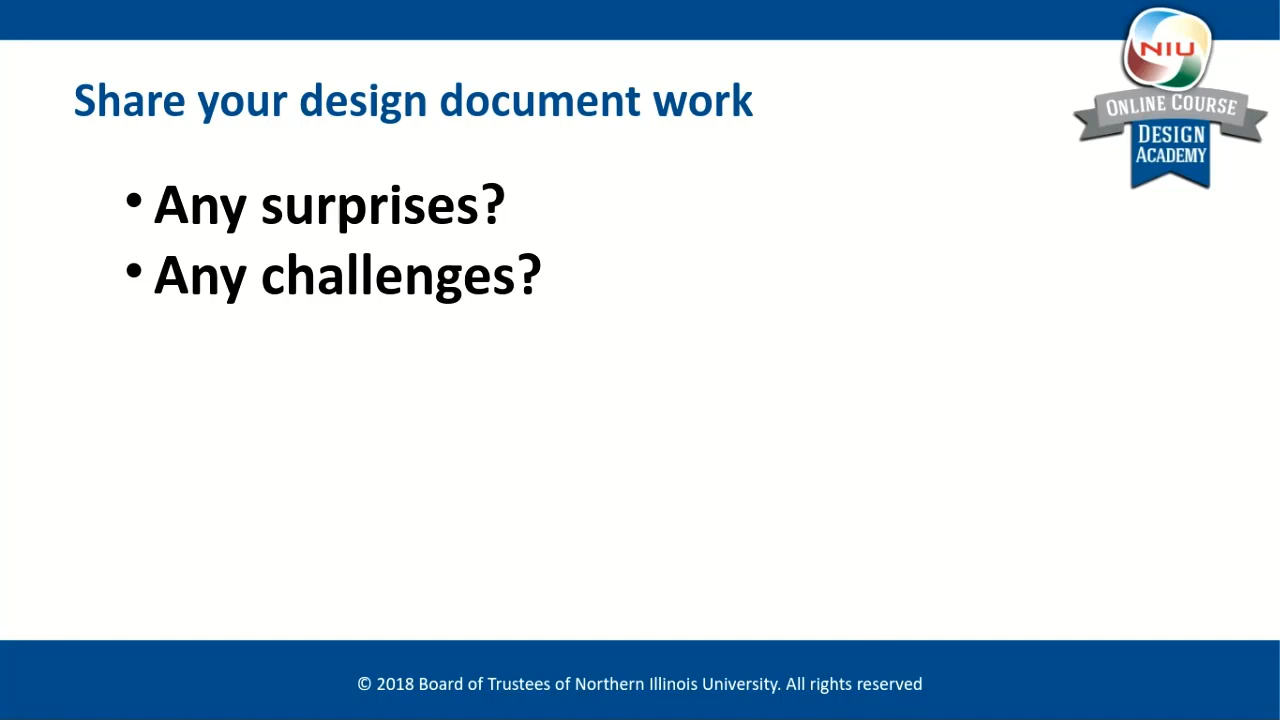 NIU
ONLINE COURSE
DESIGN
ACADEMY
Share your design document work
• Any surprises?
• Any challenges?
© 2018 Board of Trustees of Northern Illinois University. All rights reserved